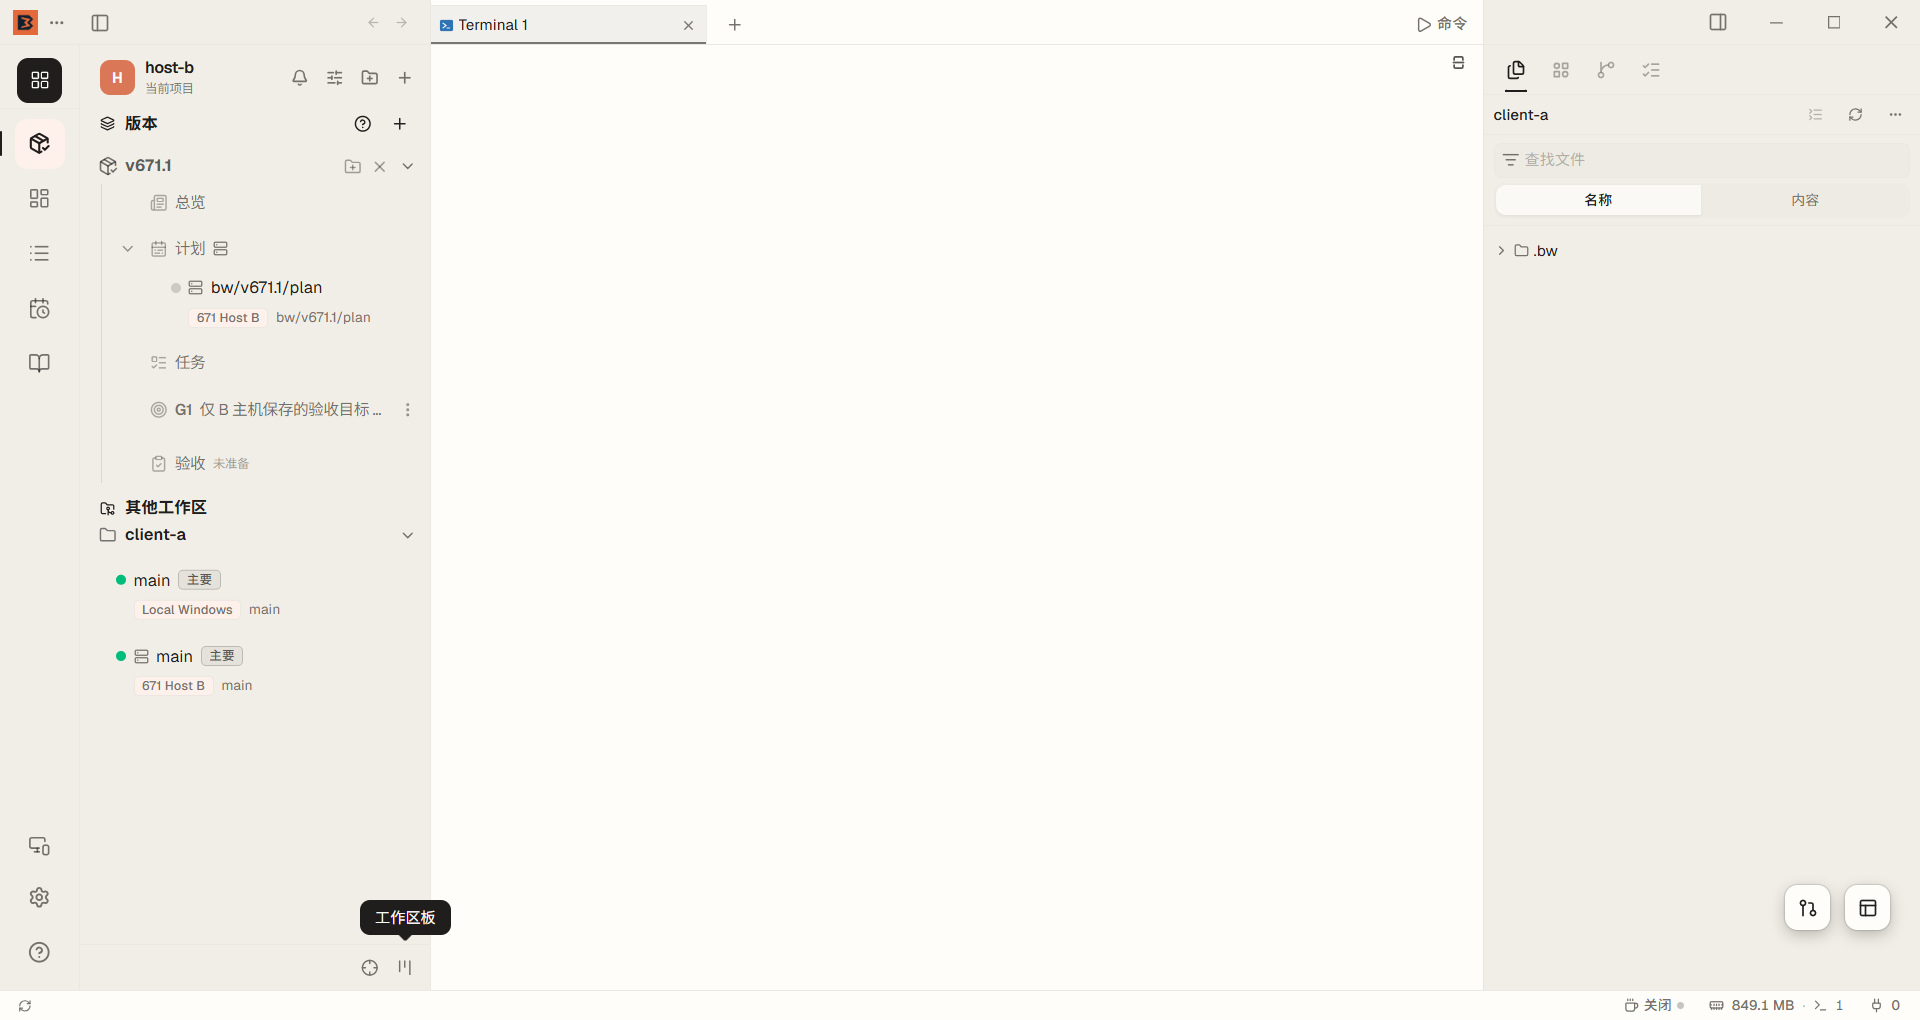 Terminal 1
命令
H
host-b
当前项目
版本
v671.1
总览
计划
bw/v671.1/plan
671 Host B bw/v671.1/plan
任务
G1 仅 B 主机保存的验收目标 ...
验收 未准备
其他工作区
client-a
main 主要
Local Windows main
main 主要
671 Host B main
工作区板
client-a
查找文件
名称 内容
.bw
关闭 849.1 MB · 1 0